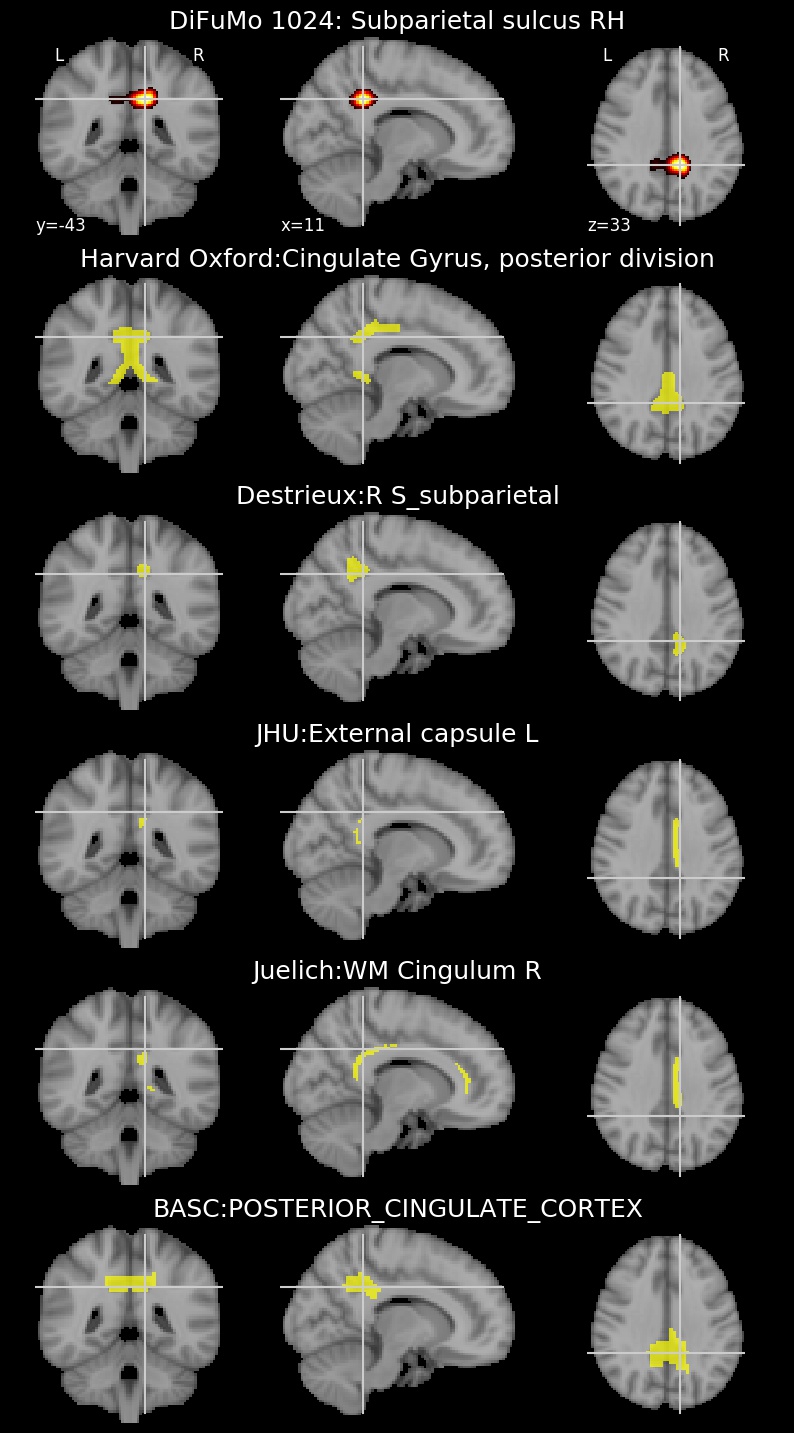 DiFuMo 1024: Subparietal sulcus RH
L R L R
y=-43 x=11 z=33
Harvard Oxford:Cingulate Gyrus, posterior division
Destrieux:R S_subparietal
JHU:External capsule L
Juelich:WM Cingulum R
BASC:POSTERIOR_CINGULATE_CORTEX